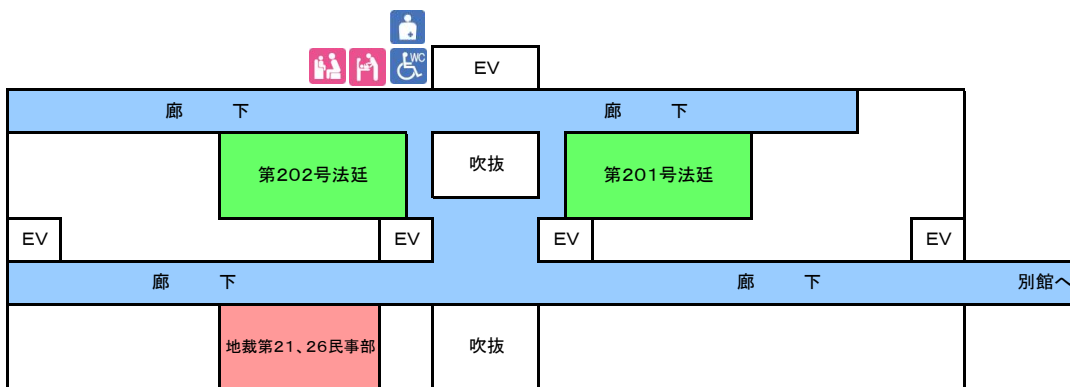 WC
EV
廊　下
廊　下
第202号法廷
吹抜
第201号法廷
EV
EV
EV
EV
廊　下
廊　下
別館へ
地裁第21、26民事部
吹抜